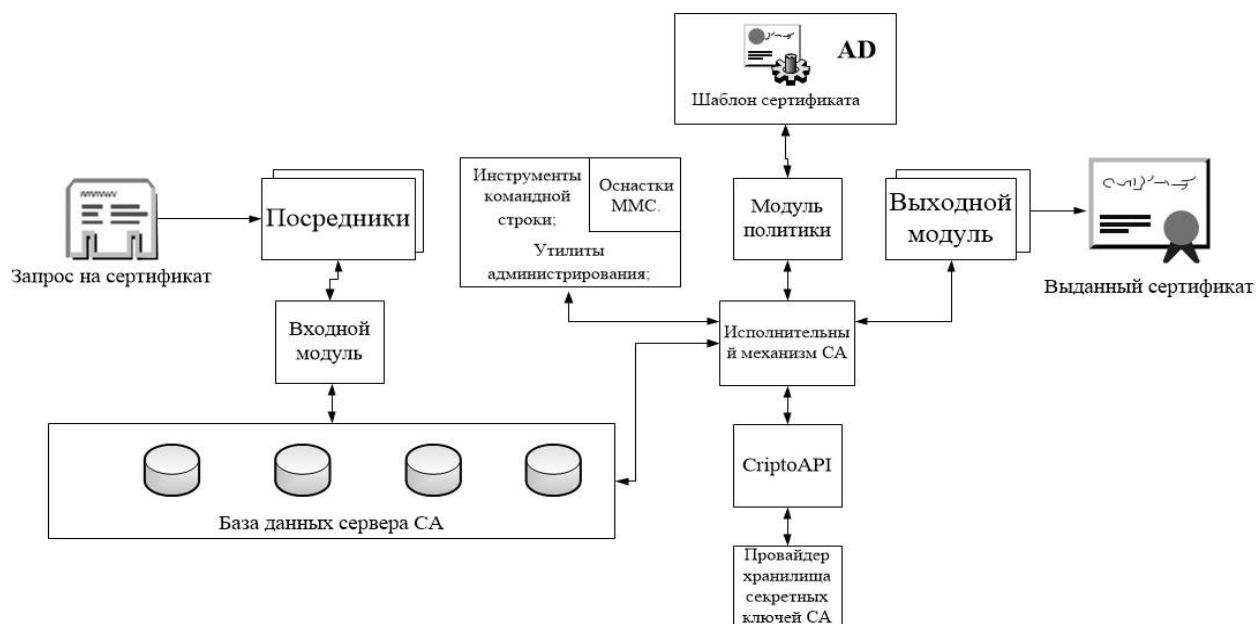 AD
Шаблон сертификата
Инструменты
командной
строки;
Оснастки
MMC.
Утилиты
администрирования;
Посредники
Модуль
политики
Выходной
модуль
Запрос на сертификат
Выданный сертификат
Входной
модуль
Исполнительны
й механизм CA
CriptoAPI
База данных сервера CA
Провайдер
хранилища
секретных
ключей CA